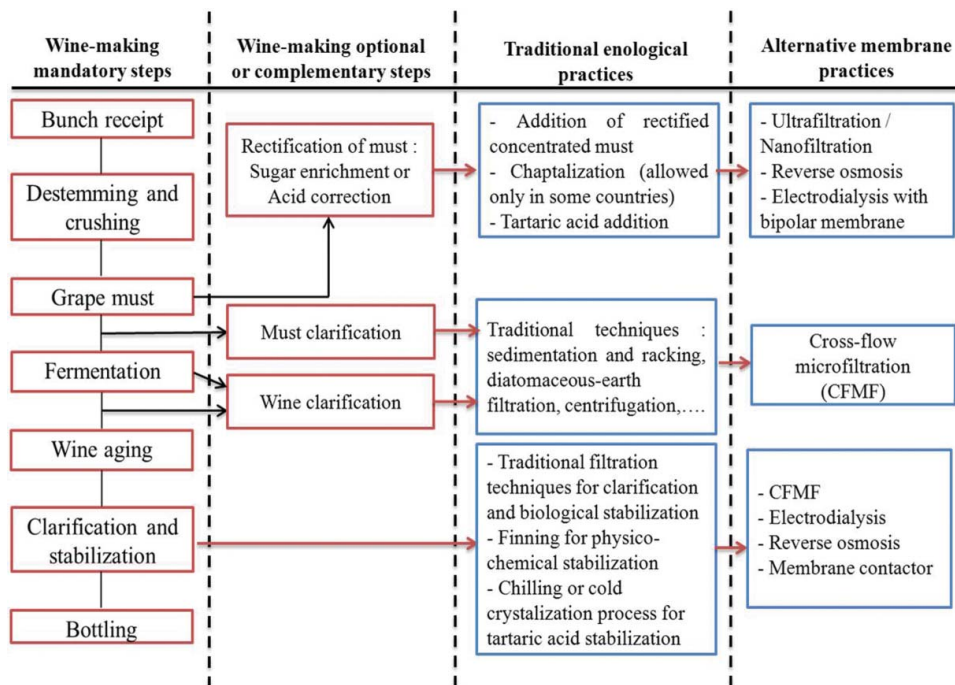 Wine-making
mandatory steps
Wine-making optional
or complementary steps
Traditional enological
practices
Alternative membrane
practices
Bunch receipt
Destemming and
crushing
Grape must
Fermentation
Wine aging
Clarification and
stabilization
Bottling
Rectification of must :
Sugar enrichment or
Acid correction
Must clarification
Wine clarification
- Addition of rectified
concentrated must
- Chaptalization (allowed
only in some countries)
- Tartaric acid addition
Traditional techniques :
sedimentation and racking,
diatomaceous-earth
filtration, centrifugation,….
- Traditional filtration
techniques for clarification
and biological stabilization
- Finning for physico-
chemical stabilization
- Chilling or cold
crystalization process for
tartaric acid stabilization
- Ultrafiltration /
Nanofiltration
- Reverse osmosis
- Electrodialysis with
bipolar membrane
Cross-flow
microfiltration
(CFMF)
- CFMF
- Electrodialysis
- Reverse osmosis
- Membrane contactor